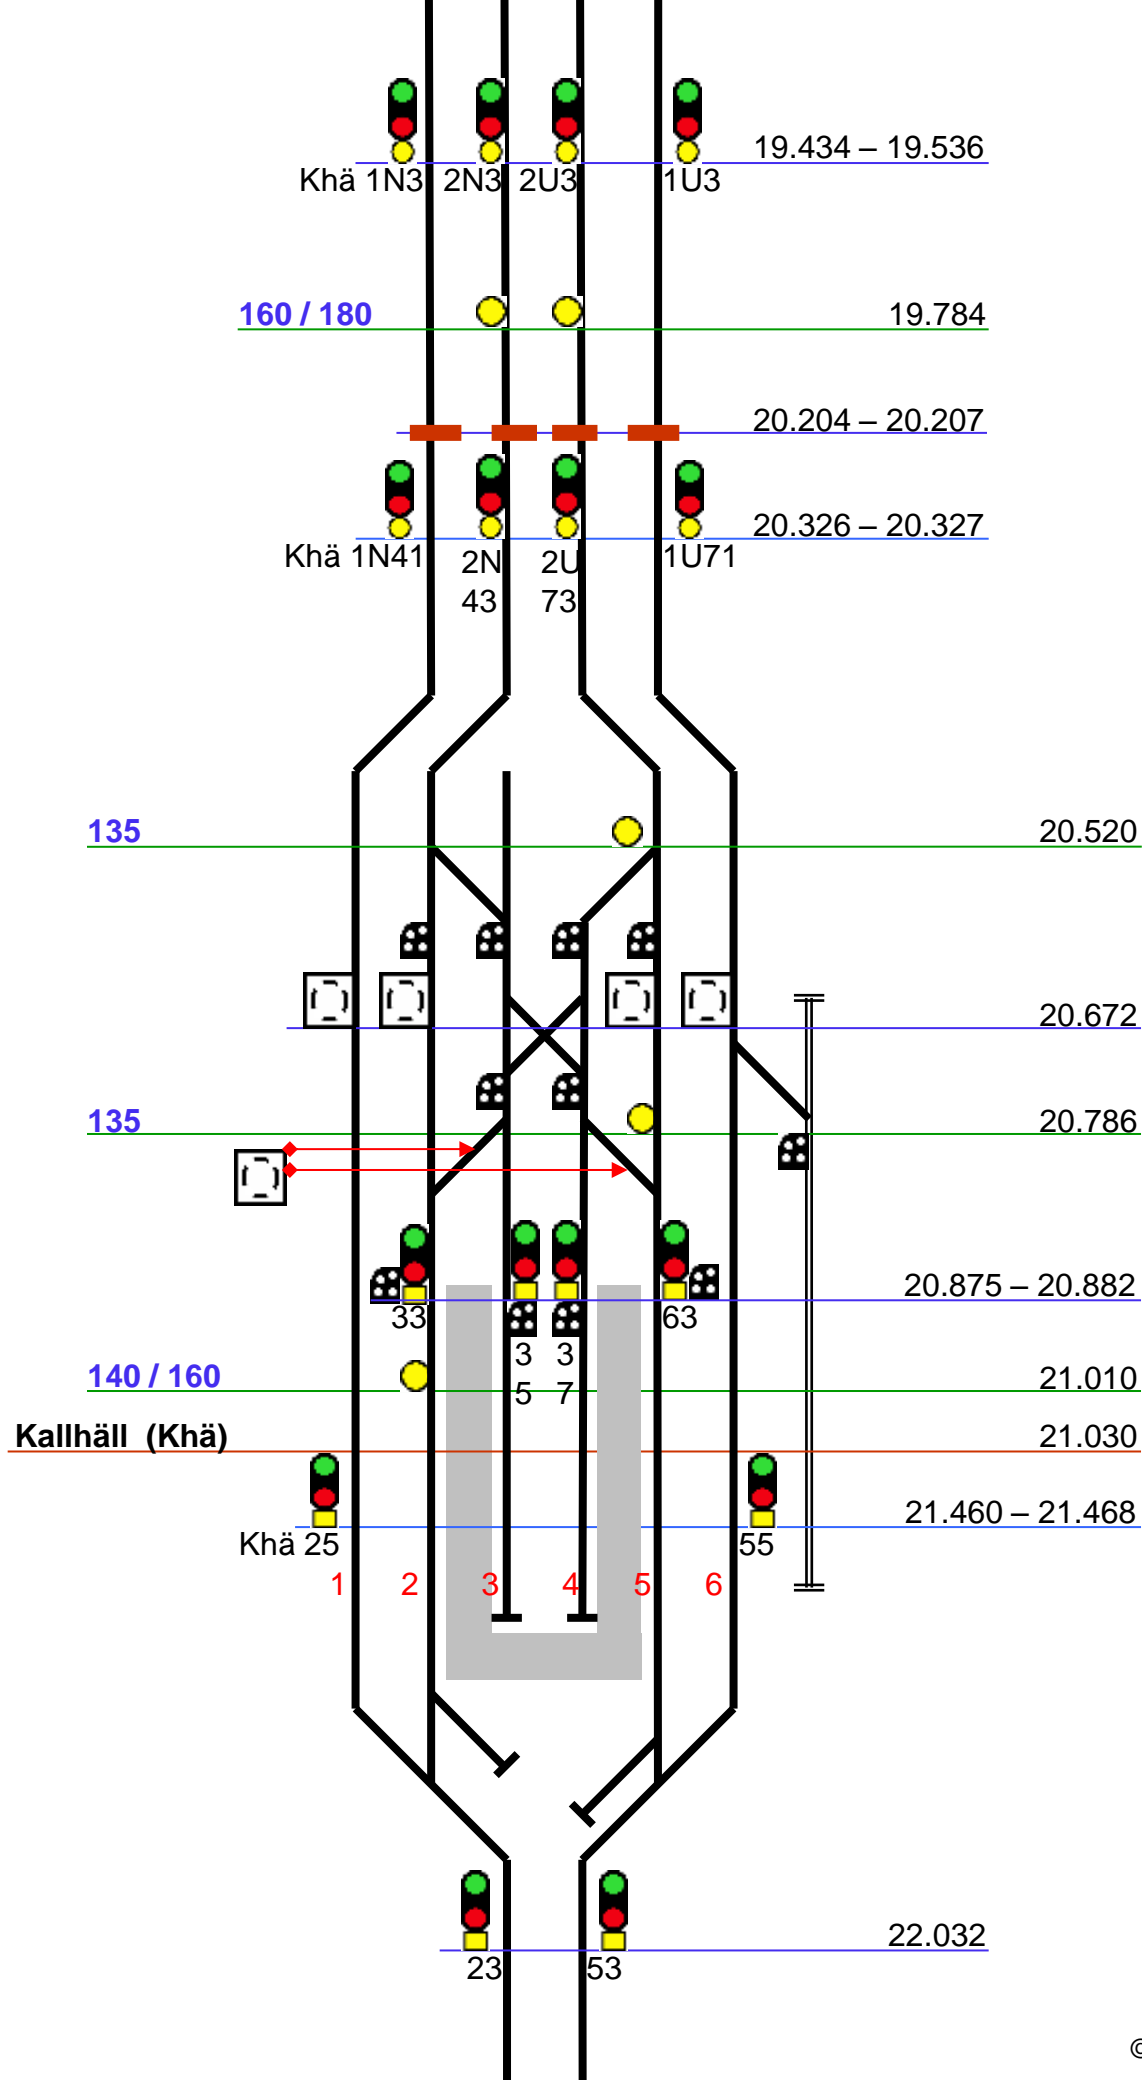 19.434 – 19.536
Khä 1N3 2N3 2U3 1U3
160 / 180 19.784
20.204 – 20.207
20.326 – 20.327
Khä 1N41 2N 2U 1U71
43 73
135 20.520
20.672
135 20.786
20.875 – 20.882
33 63
3 3
5 7
140 / 160 21.010
Kallhäll (Khä) 21.030
21.460 – 21.468
Khä 25 55
1 2 3 4 5 6
22.032
23 53
©